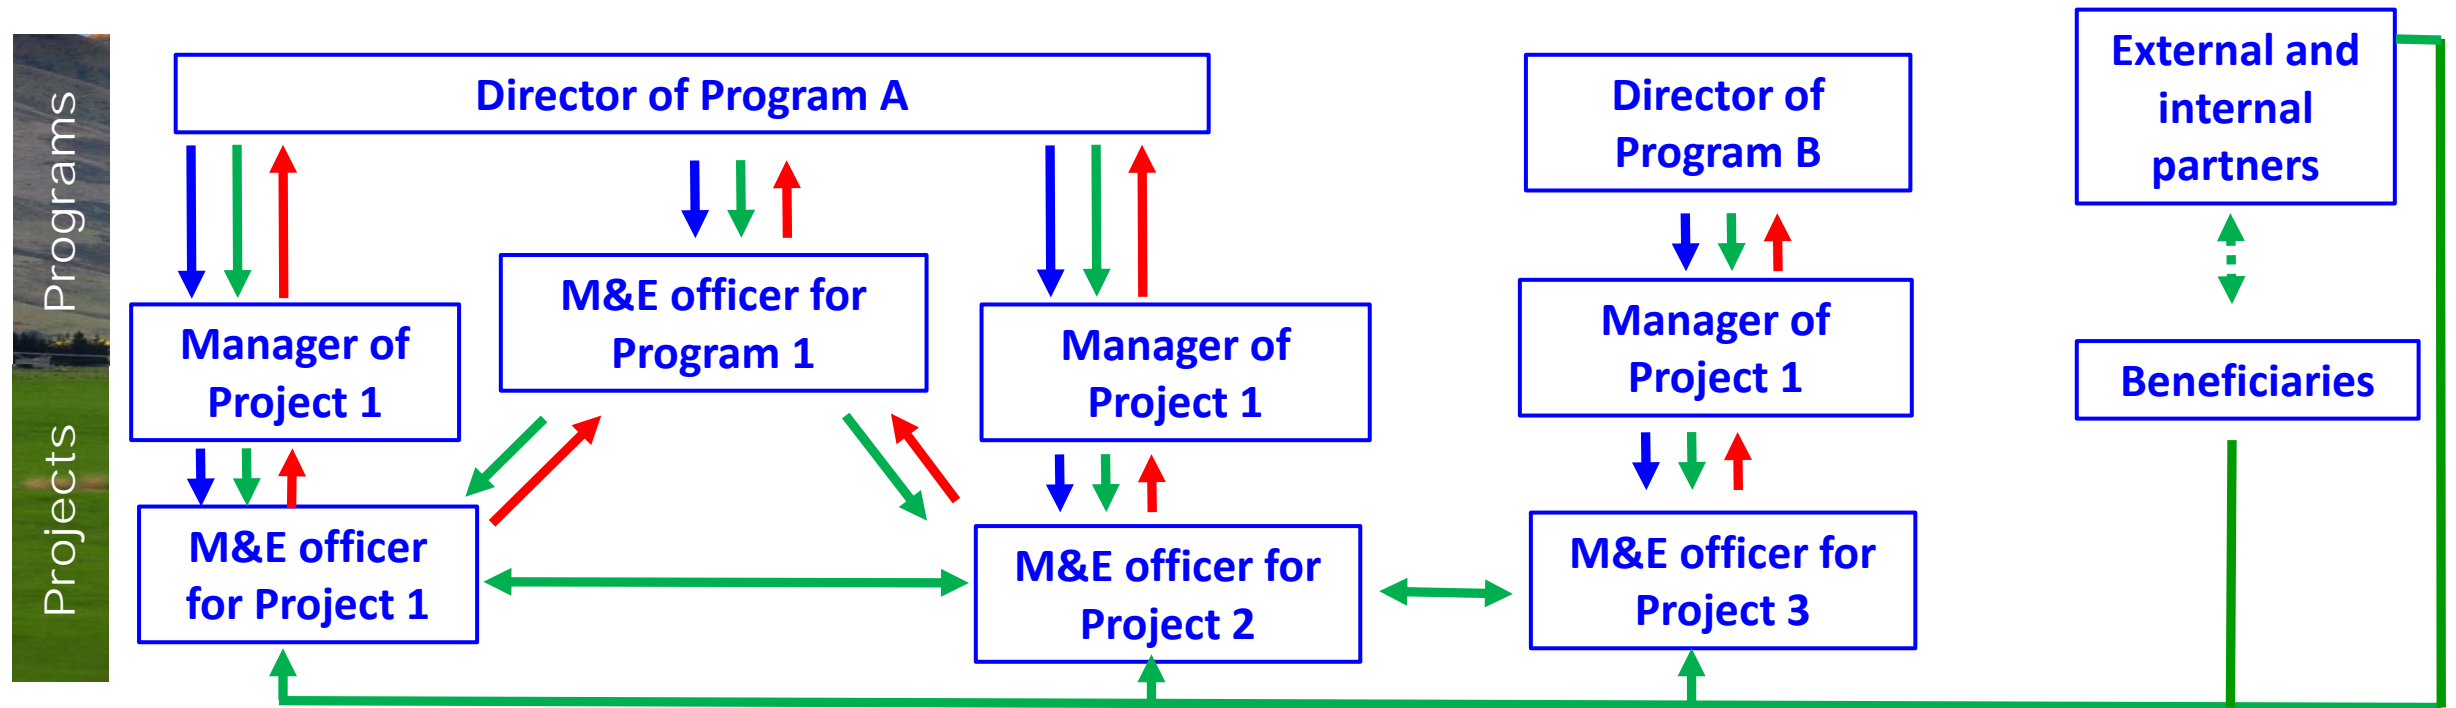 Programs
Projects
Director of Program A
Director of
Program B
External and
internal
partners
Manager of
Project 1
M&E officer for
Program 1
Manager of
Project 1
Manager of
Project 1
Beneficiaries
M&E officer
for Project 1
M&E officer for
Project 2
M&E officer for
Project 3